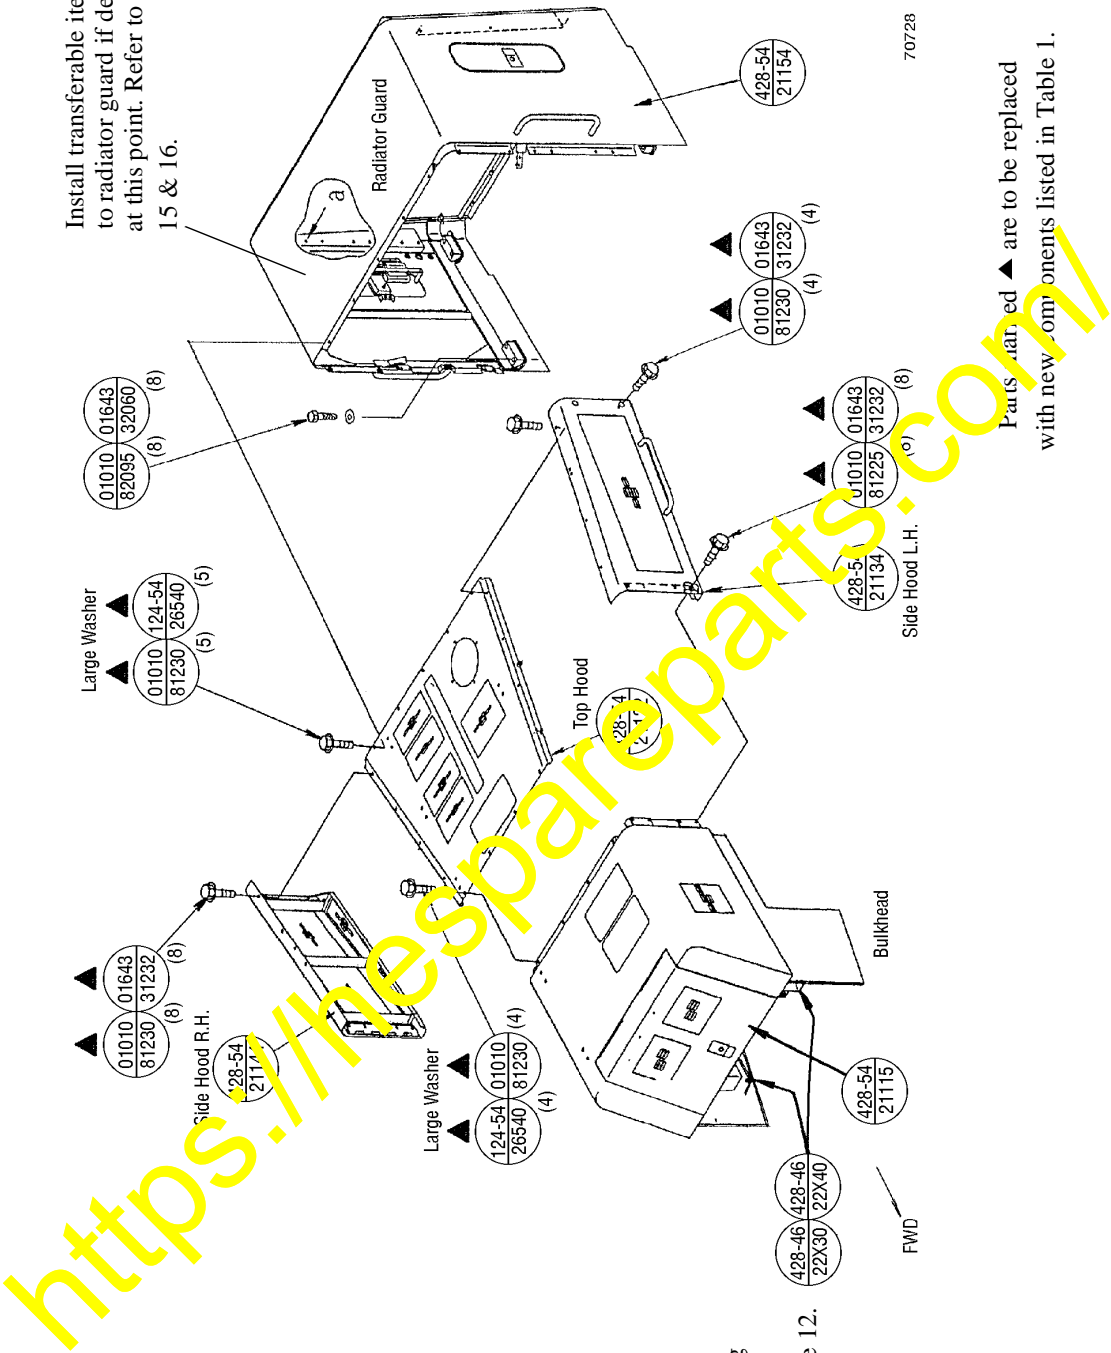 Install transferable ite
to radiator guard if de
at this point. Refer to
15 & 16.
Radiator Guard
a
428-54
21154
70728
01010 01643
82095 32060
(8) (8)
01010 01643
81230 31232
(4) (4)
Large Washer
01010 124-54
81230 26540
(5) (5)
01010 01643
81225 31232
(8)
428-54
21134
Side Hood L.H.
Top Hood
428-54
01010 01643
81230 31232
(8) (8)
Side Hood R.H.
428-54
Large Washer
124-54 01010
26540 81230
(4) (4)
Bulkhead
428-54
21115
428-46 428-46
22X30 22X40
FWD
Parts marked ▲ are to be replaced
with new components listed in Table 1.
12.
https://hespareparts.com/